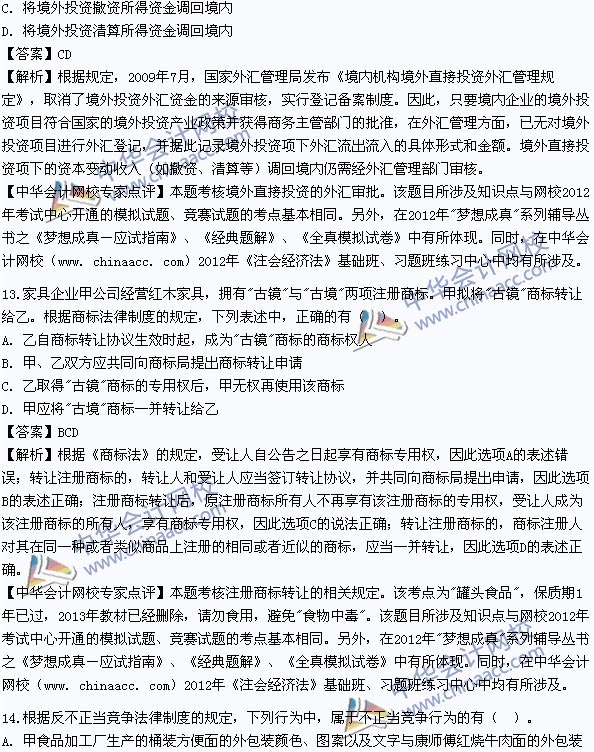 C. 将境外投资撤资所得资金调回境内
D. 将境外投资清算所得资金调回境内
【答案】CD
【解析】根据规定，2009年7月，国家外汇管理局发布《境内机构境外直接投资外汇管理规
定》，取消了境外投资外汇资金的来源审核，实行登记备案制度。因此，只要境内企业的境外投
资项目符合国家的境外投资产业政策并获得商务主管部门的批准，在外汇管理方面，已无对境外
投资项目进行外汇登记，并据此记录境外投资项下外汇流出流入的具体形式和金额。境外直接投
资项下的资本变动收入（如撤资、清算等）调回境内仍需经外汇管理部门审核。
【中华会计网校专家点评】本题考核境外直接投资的外汇审批。该题目所涉及知识点与网校2012
年考试中心开通的模拟试题、竞赛试题的考点基本相同。另外，在2012年"梦想成真"系列辅导丛
书之《梦想成真—应试指南》、《经典题解》、《全真模拟试卷》中有所体现。同时，在中华会
计网校（www. chinaacc. com）2012年《注会经济法》基础班、习题班练习中心中均有所涉及。
13.家具企业甲公司经营红木家具，拥有"古镜"与"古境"两项注册商标。甲拟将"古镜"商标转让
给乙。根据商标法律制度的规定，下列表述中，正确的有（ ）。
A. 乙自商标转让协议生效时起，成为"古镜"商标的商标权人
B. 甲、乙双方应共同向商标局提出商标转让申请
C. 乙取得"古镜"商标的专用权后，甲无权再使用该商标
D. 甲应将"古境"商标一并转让给乙
【答案】BCD
【解析】根据《商标法》的规定，受让人自公告之日起享有商标专用权，因此选项A的表述错
误；转让注册商标的，转让人和受让人应当签订转让协议，并共同向商标局提出申请，因此选项
B的表述正确；注册商标转让后，原注册商标所有人不再享有该注册商标的专用权，受让人成为
该注册商标的所有人，享有商标专用权，因此选项C的说法正确；转让注册商标的，商标注册人
对其在同一种或者类似商品上注册的相同或者近似的商标，应当一并转让，因此选项D的表述正
确。
【中华会计网校专家点评】本题考核注册商标转让的相关规定。该考点为"罐头食品"，保质期1
年已过，2013年教材已经删除，请勿食用，避免"食物中毒"。该题目所涉及知识点与网校2012年
考试中心开通的模拟试题、竞赛试题的考点基本相同。另外，在2012年"梦想成真"系列辅导丛书
之《梦想成真—应试指南》、《经典题解》、《全真模拟试卷》中有所体现。同时，在中华会计
网校（www. chinaacc. com）2012年《注会经济法》基础班、习题班练习中心中均有所涉及。
14.根据反不正当竞争法律制度的规定，下列行为中，属于不正当竞争行为的有（ ）。
A. 甲食品加工厂生产的桶装方便面的外包装颜色、图案以及文字与康师傅红烧牛肉面的外包装
中华会计网校
www.chinaacc.com
中华会计网校
www.chinaacc.com
中华会计网校
www.chinaacc.com
中华会计网校
www.chinaacc.com